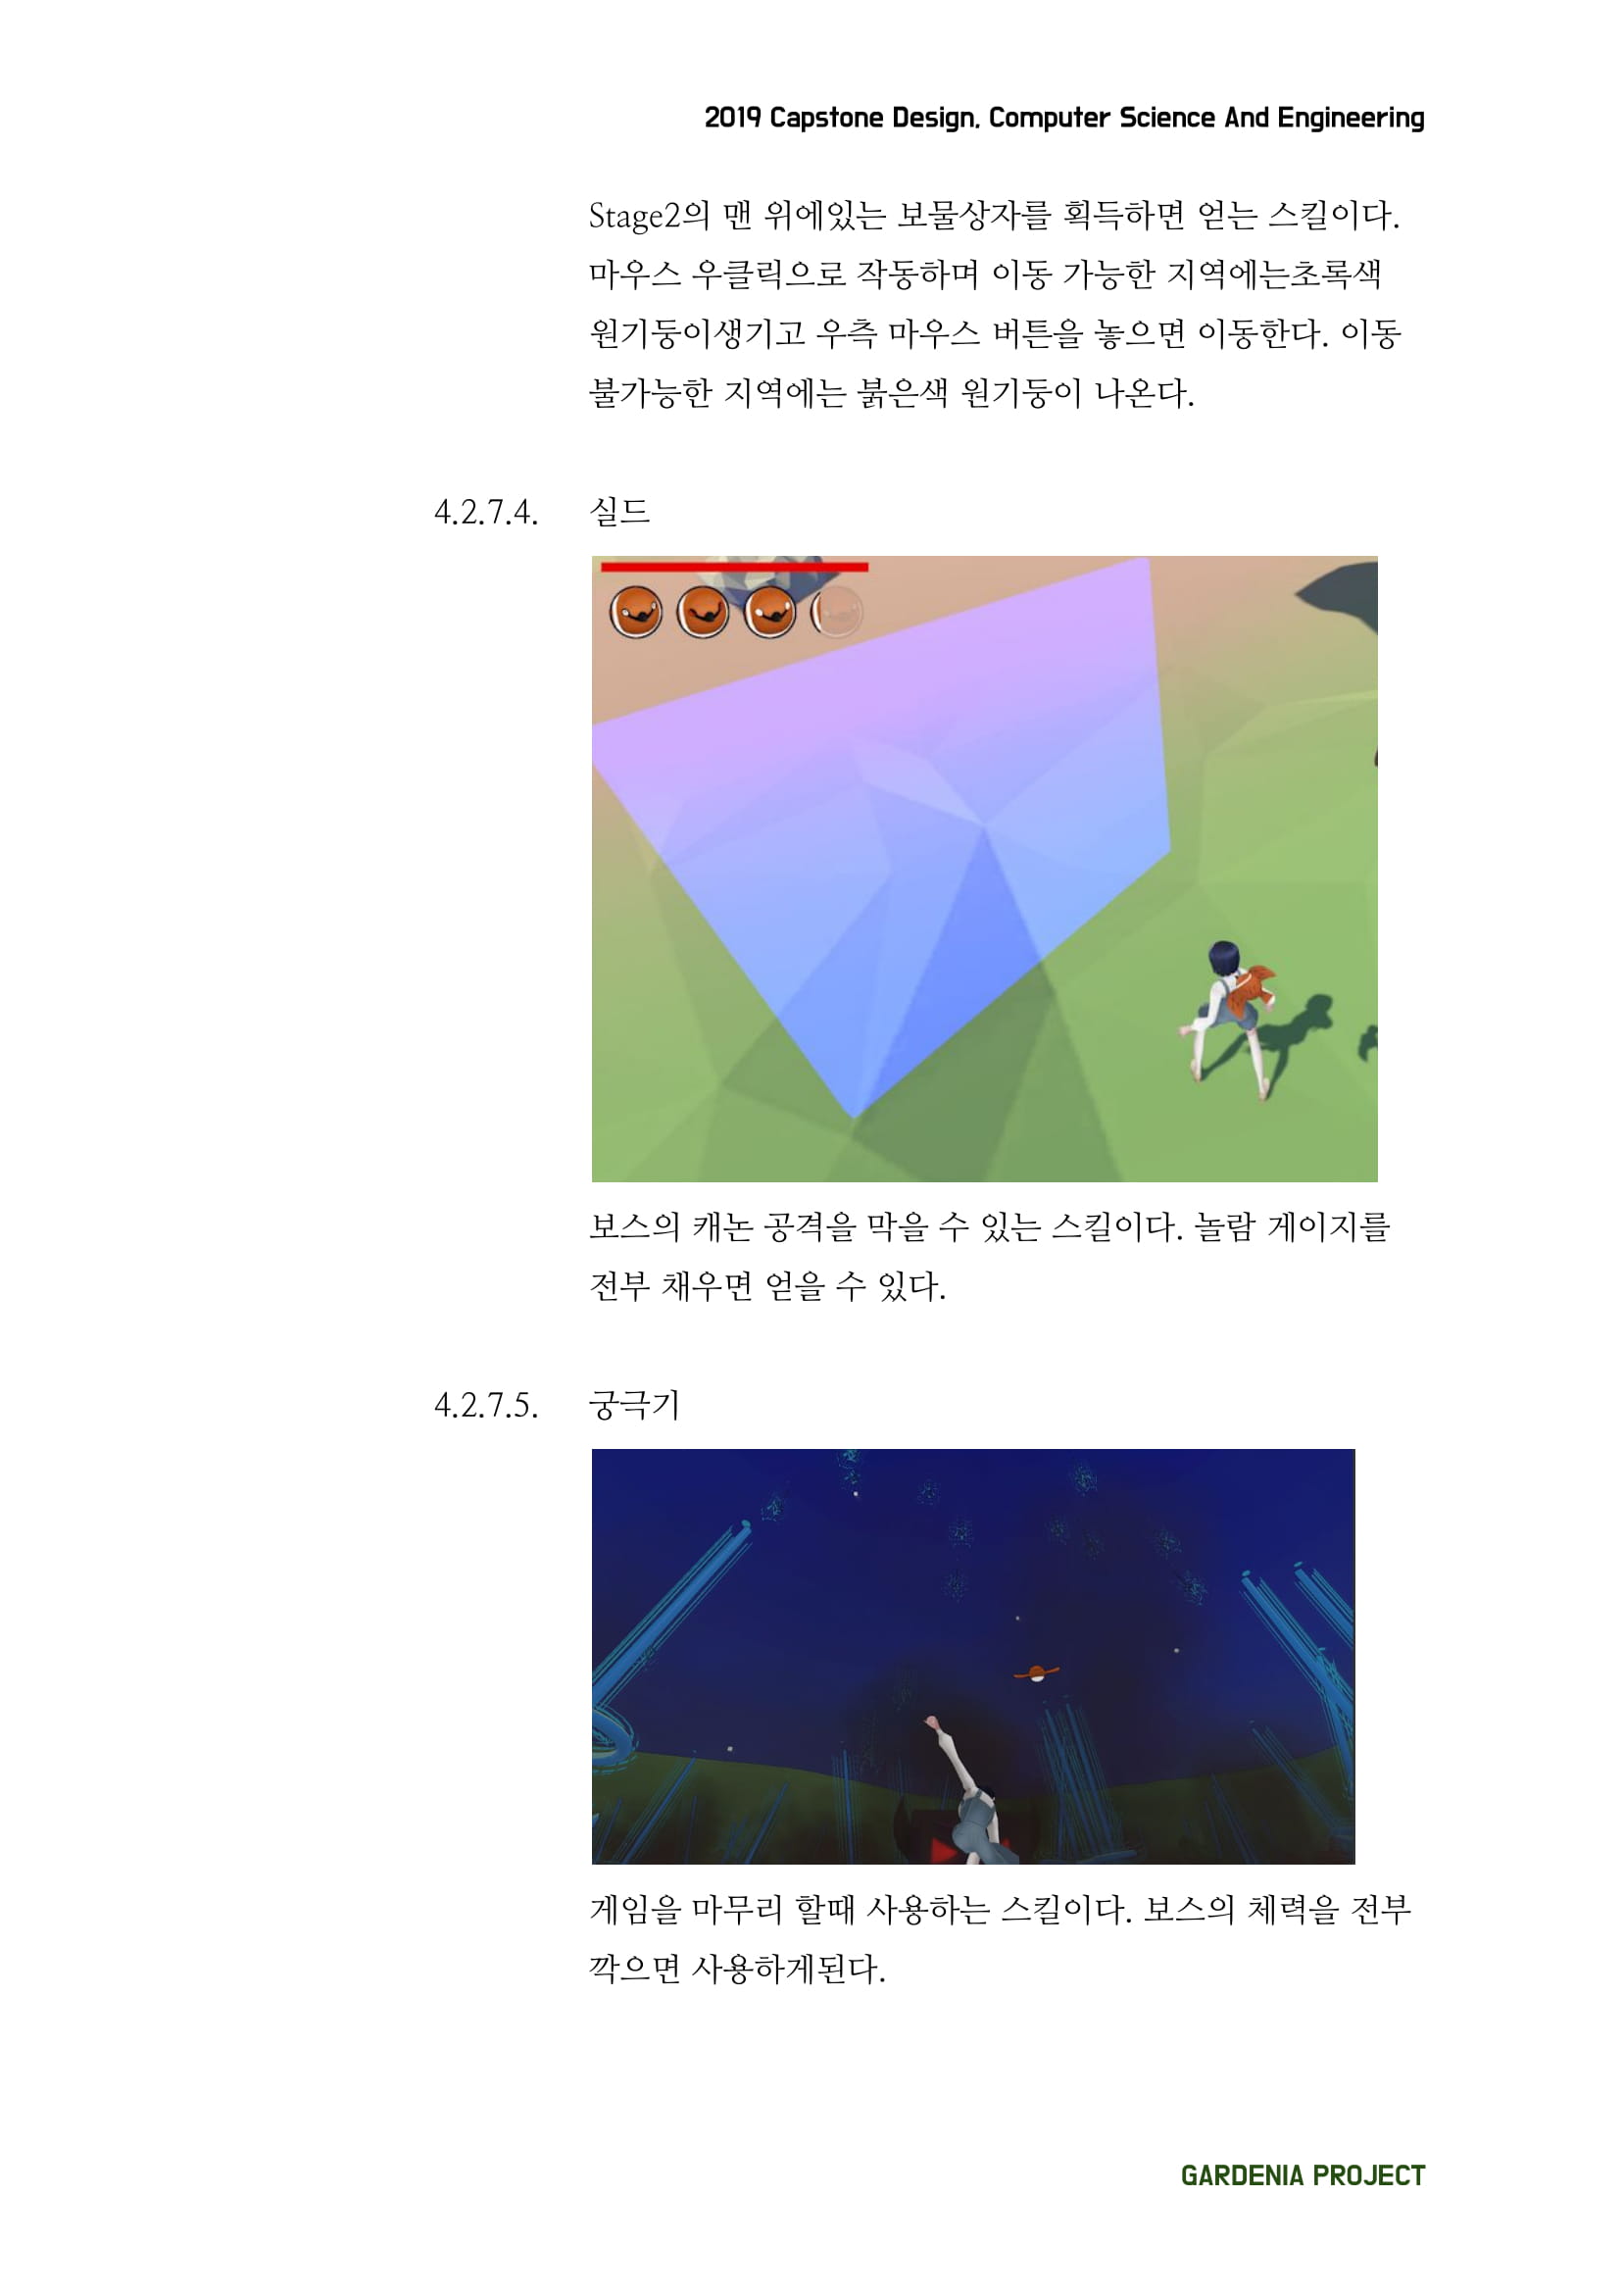 2019 Capstone Design, Computer Science And Engineering
Stage2의 맨 위에있는 보물상자를 획득하면 얻는 스킬이다.
마우스 우클릭으로 작동하며 이동 가능한 지역에는초록색
원기둥이생기고 우측 마우스 버튼을 놓으면 이동한다. 이동
불가능한 지역에는 붉은색 원기둥이 나온다.
4.2.7.4. 실드
보스의 캐논 공격을 막을 수 있는 스킬이다. 놀람 게이지를
전부 채우면 얻을 수 있다.
4.2.7.5. 궁극기
게임을 마무리 할때 사용하는 스킬이다. 보스의 체력을 전부
깍으면 사용하게된다.
GARDENIA PROJECT